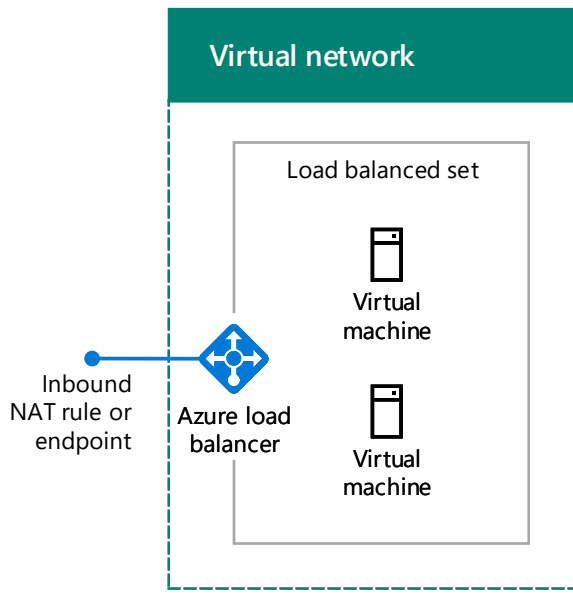 Virtual network
Load balanced set
Virtual
machine
Inbound
NAT rule or
endpoint
Azure load
balancer
Virtual
machine